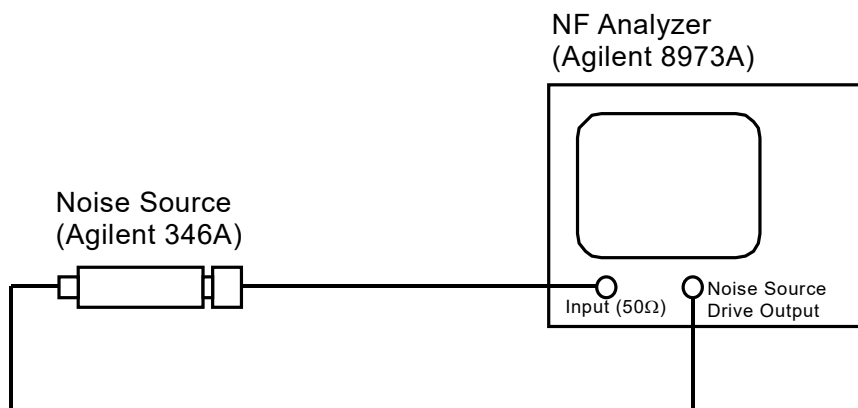 NF Analyzer
(Agilent 8973A)
Noise Source
(Agilent 346A)
Input (50Ω)
Noise Source
Drive Output